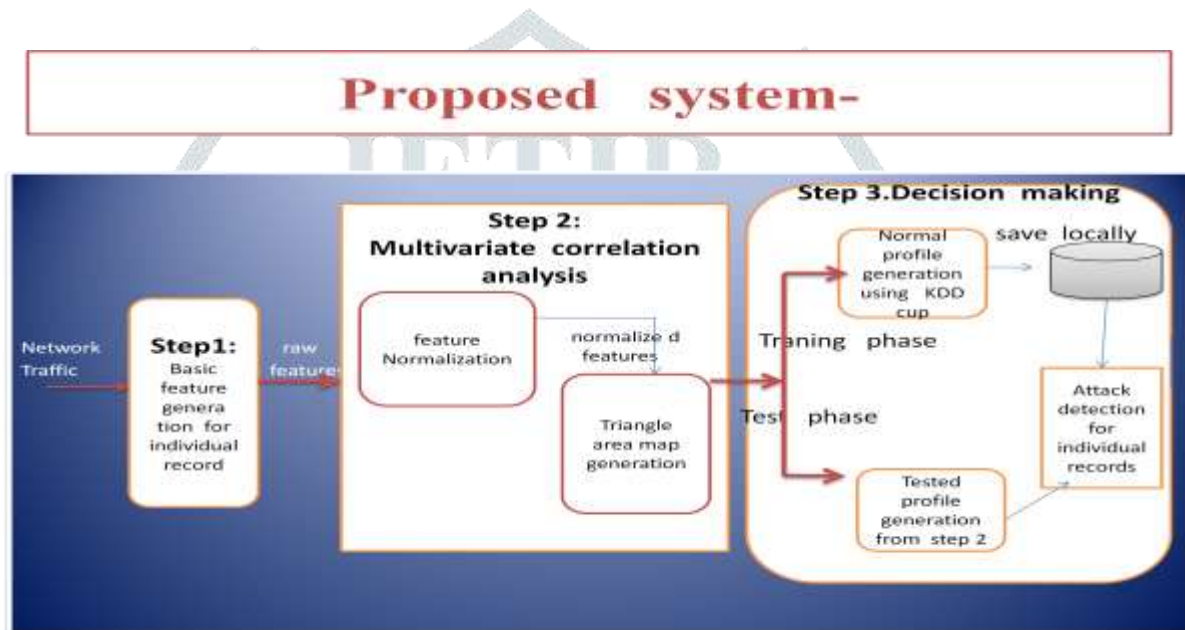 JETIR
Proposed system-
Network
Traffic
Step1:
Basic
feature
genera
tion for
individual
record
raw
features
Step 2:
Multivariate correlation
analysis
feature
Normalization
normalize d
features
Triangle
area map
generation
Step 3.Decision making
Normal
profile
generation
using KDD
cup
save locally
Traning phase
Test phase
Attack
detection
for
individual
records
Tested
profile
generation
from step 2